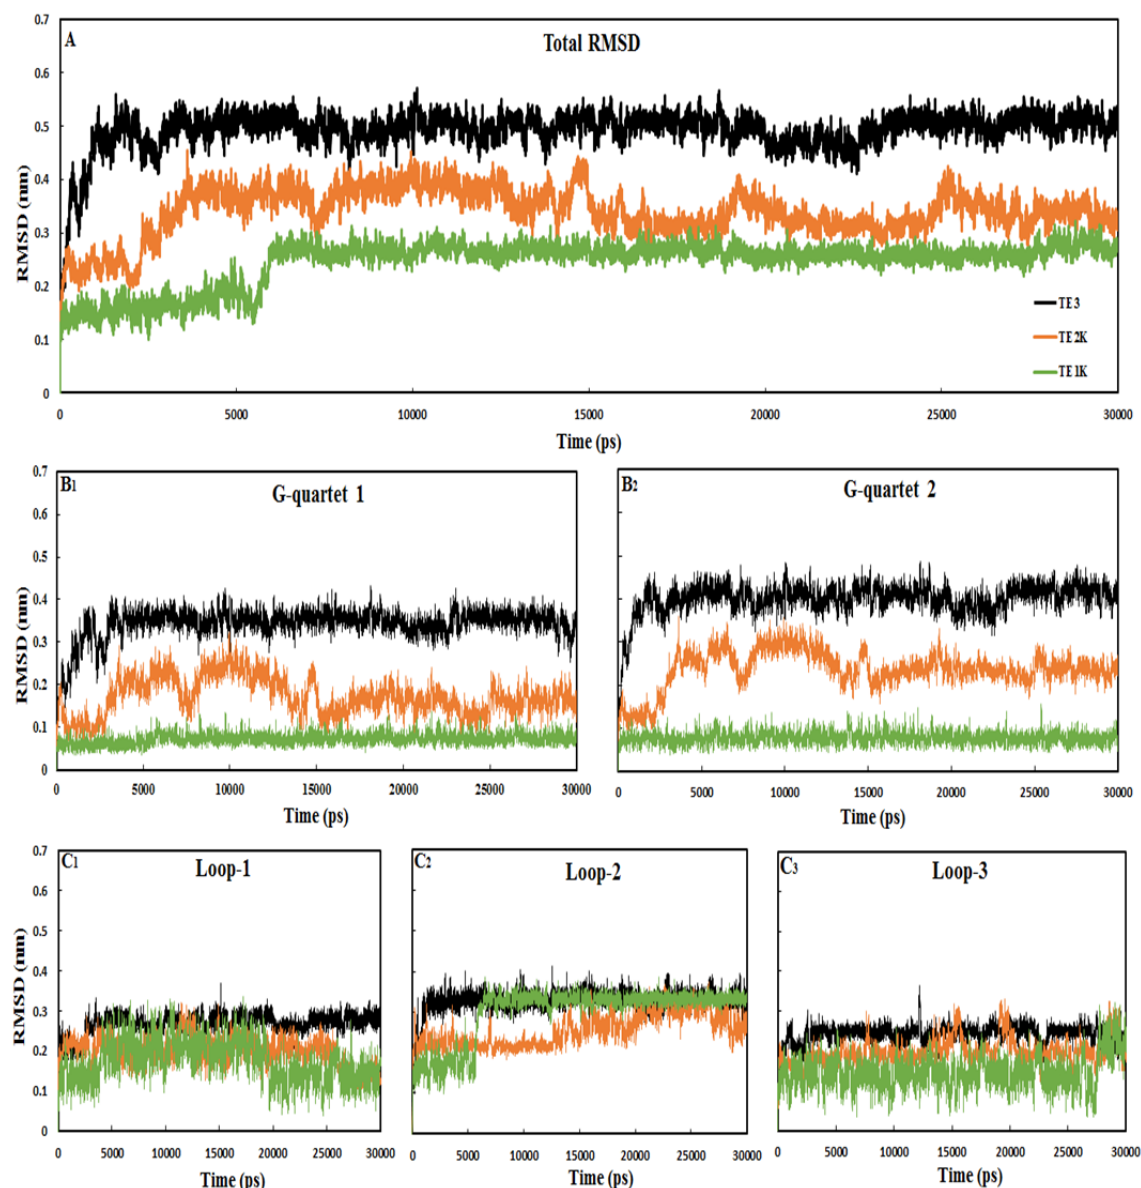 A
Total RMSD
RMSD (nm)
0.7
0.6
0.5
0.4
0.3
0.2
0.1
0
TE 3
TE 2K
TE 1K
0 5000 10000 15000 20000 25000 30000
Time (ps)
B1
G-quartet 1
RMSD (nm)
0.7
0.6
0.5
0.4
0.3
0.2
0.1
0
0 5000 10000 15000 20000 25000 30000
Time (ps)
B2
G-quartet 2
0 5000 10000 15000 20000 25000 30000
Time (ps)
C1
Loop-1
RMSD (nm)
0.7
0.6
0.5
0.4
0.3
0.2
0.1
0
0 5000 10000 15000 20000 25000 30000
Time (ps)
C2
Loop-2
0 5000 10000 15000 20000 25000 30000
Time (ps)
C3
Loop-3
0 5000 10000 15000 20000 25000 30000
Time (ps)